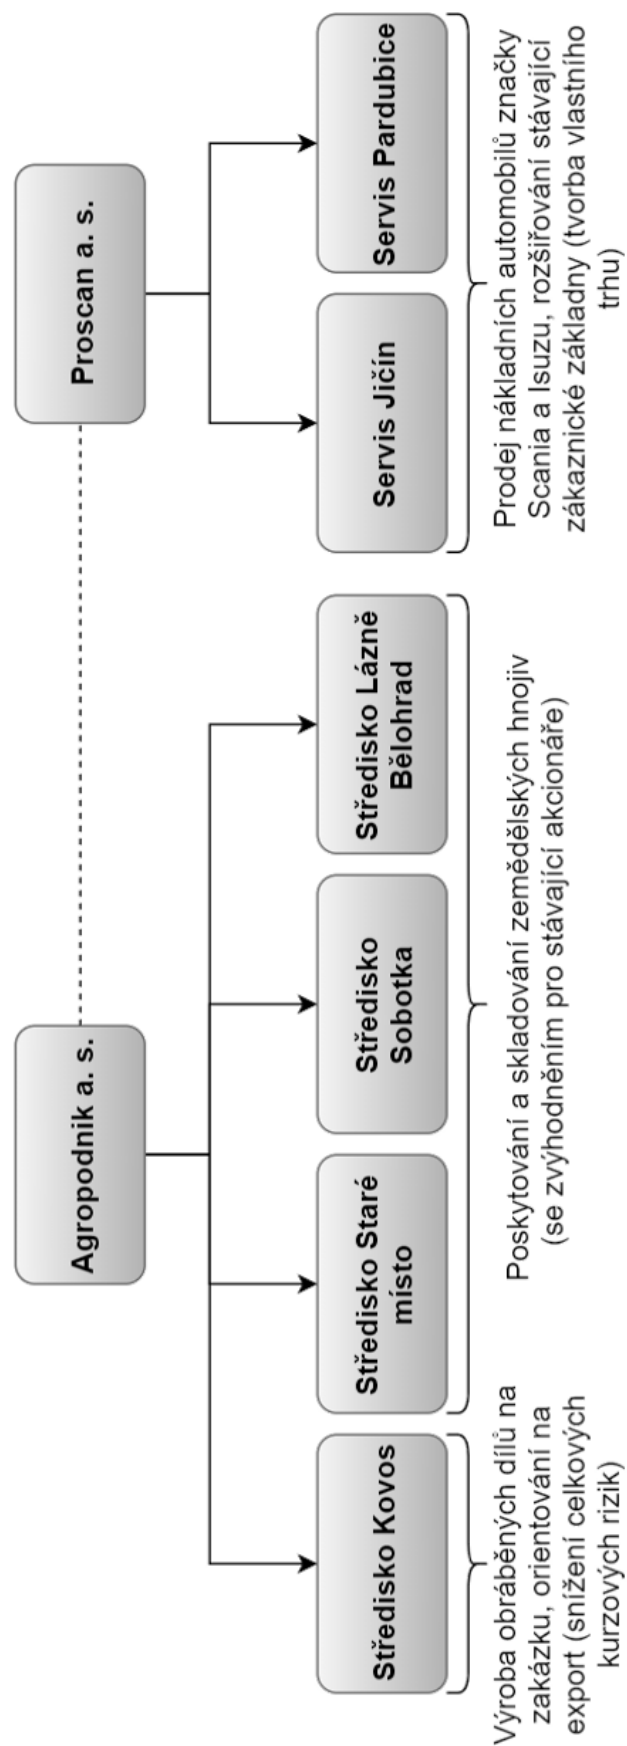 Agropodnik a. s.
Proscan a. s.
Středisko Kovos
Středisko Staré
místo
Středisko
Sobotka
Středisko Lázně
Bělohrad
Servis Jičín
Servis Pardubice
Výroba obráběných dílů na
zakázku, orientování na
export (snížení celkových
kurzových rizik)
Poskytování a skladování zemědělských hnojiv
(se zvýhodněním pro stávající akcionáře)
Prodej nákladních automobilů značky
Scania a Isuzu, rozšiřování stávající
zákaznické základny (tvorba vlastního
trhu)